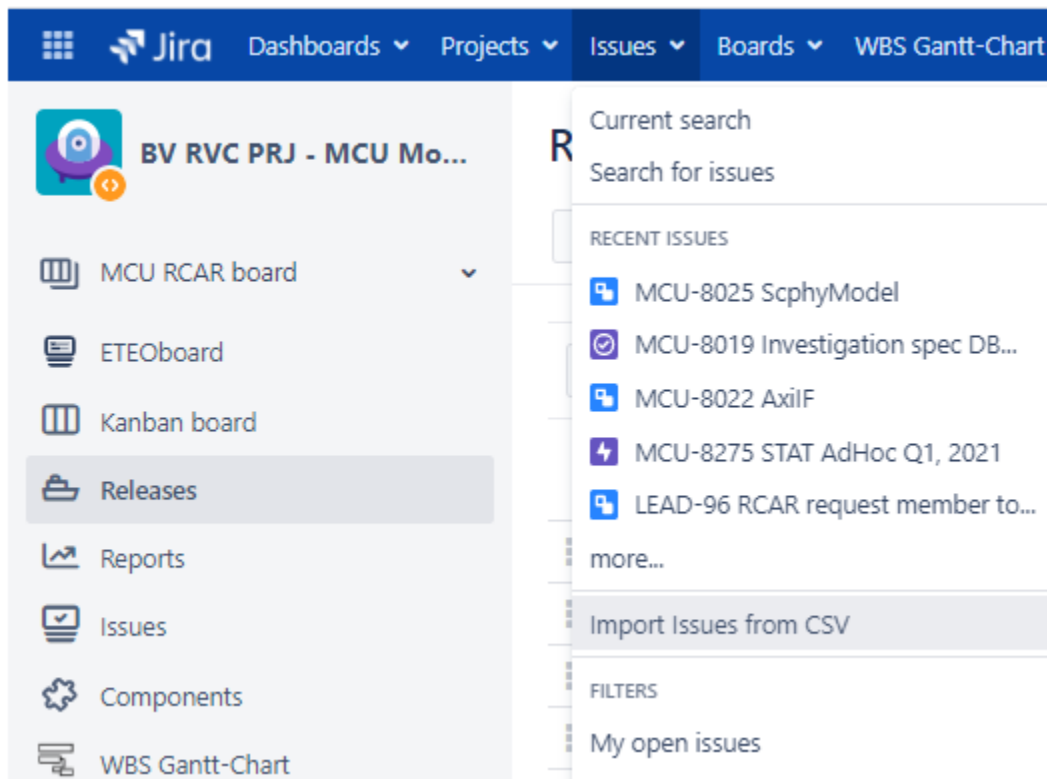 Jira Dashboards Projects Issues Boards WBS Gantt-Chart
BV RVC PRJ - MCU Mo...
MCU RCAR board
ETEOboard
Kanban board
Releases
Reports
Issues
Components
WBS Gantt-Chart
R
Current search
Search for issues
RECENT ISSUES
MCU-8025 ScphyModel
MCU-8019 Investigation spec DB...
MCU-8022 AxiIF
MCU-8275 STAT AdHoc Q1, 2021
LEAD-96 RCAR request member to...
more...
Import Issues from CSV
FILTERS
My open issues